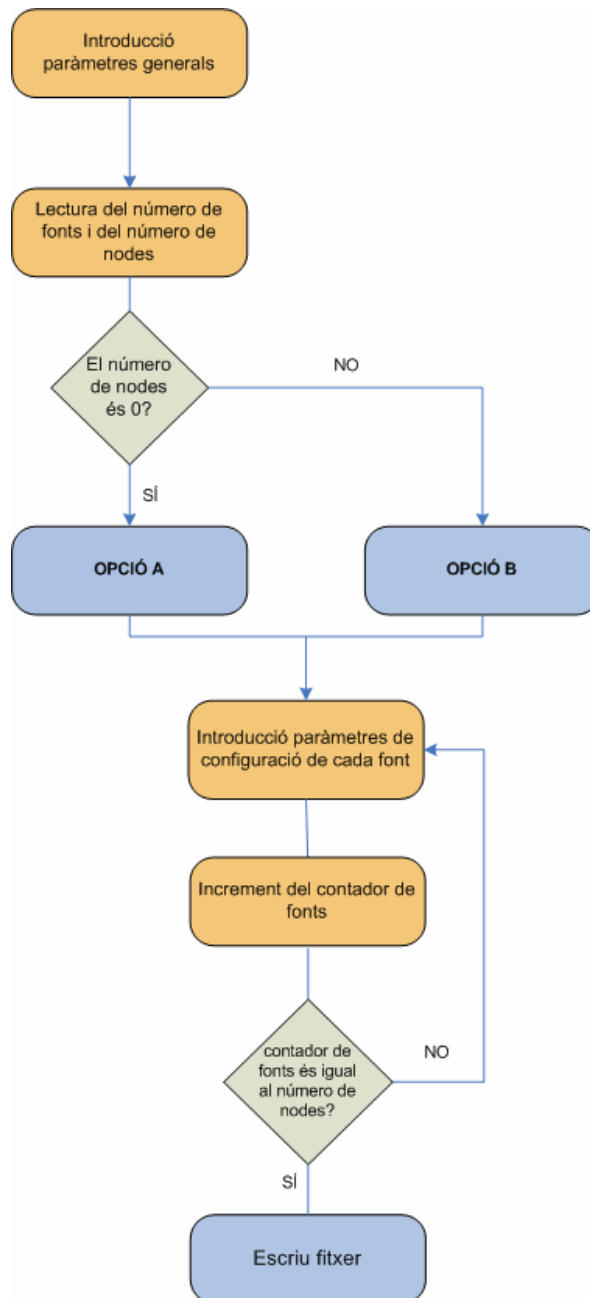 Introducció
paràmetres generals
Lectura del número de
fonts i del número de
nodes
El número
de nodes
és 0?
NO
SÍ
OPCIÓ A
OPCIÓ B
Introducció paràmetres de
configuració de cada font
Increment del contador de
fonts
contador de
fonts és igual
al número de
nodes?
NO
SÍ
Escriu fitxer